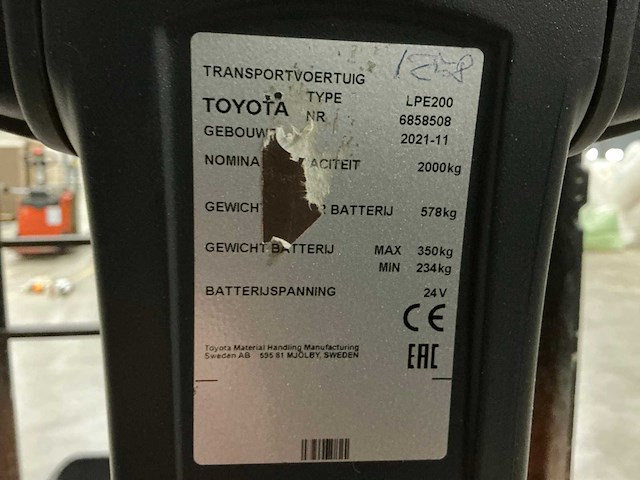 TRANSPORTVOERTUIG
TOYOTA TYPE LPE200
NR 6858508
GEBOUW 2021-11
NOMINA ACITEIT 2000kg
GEWICHT R BATTERIJ 578kg
GEWICHT BATTERIJ MAX 350kg
MIN 234kg
BATTERIJSPANNING 24V
CE
Toyota Material Handling Manufacturing
Sweden AB 595 81 MJÖLBY, SWEDEN
EAC